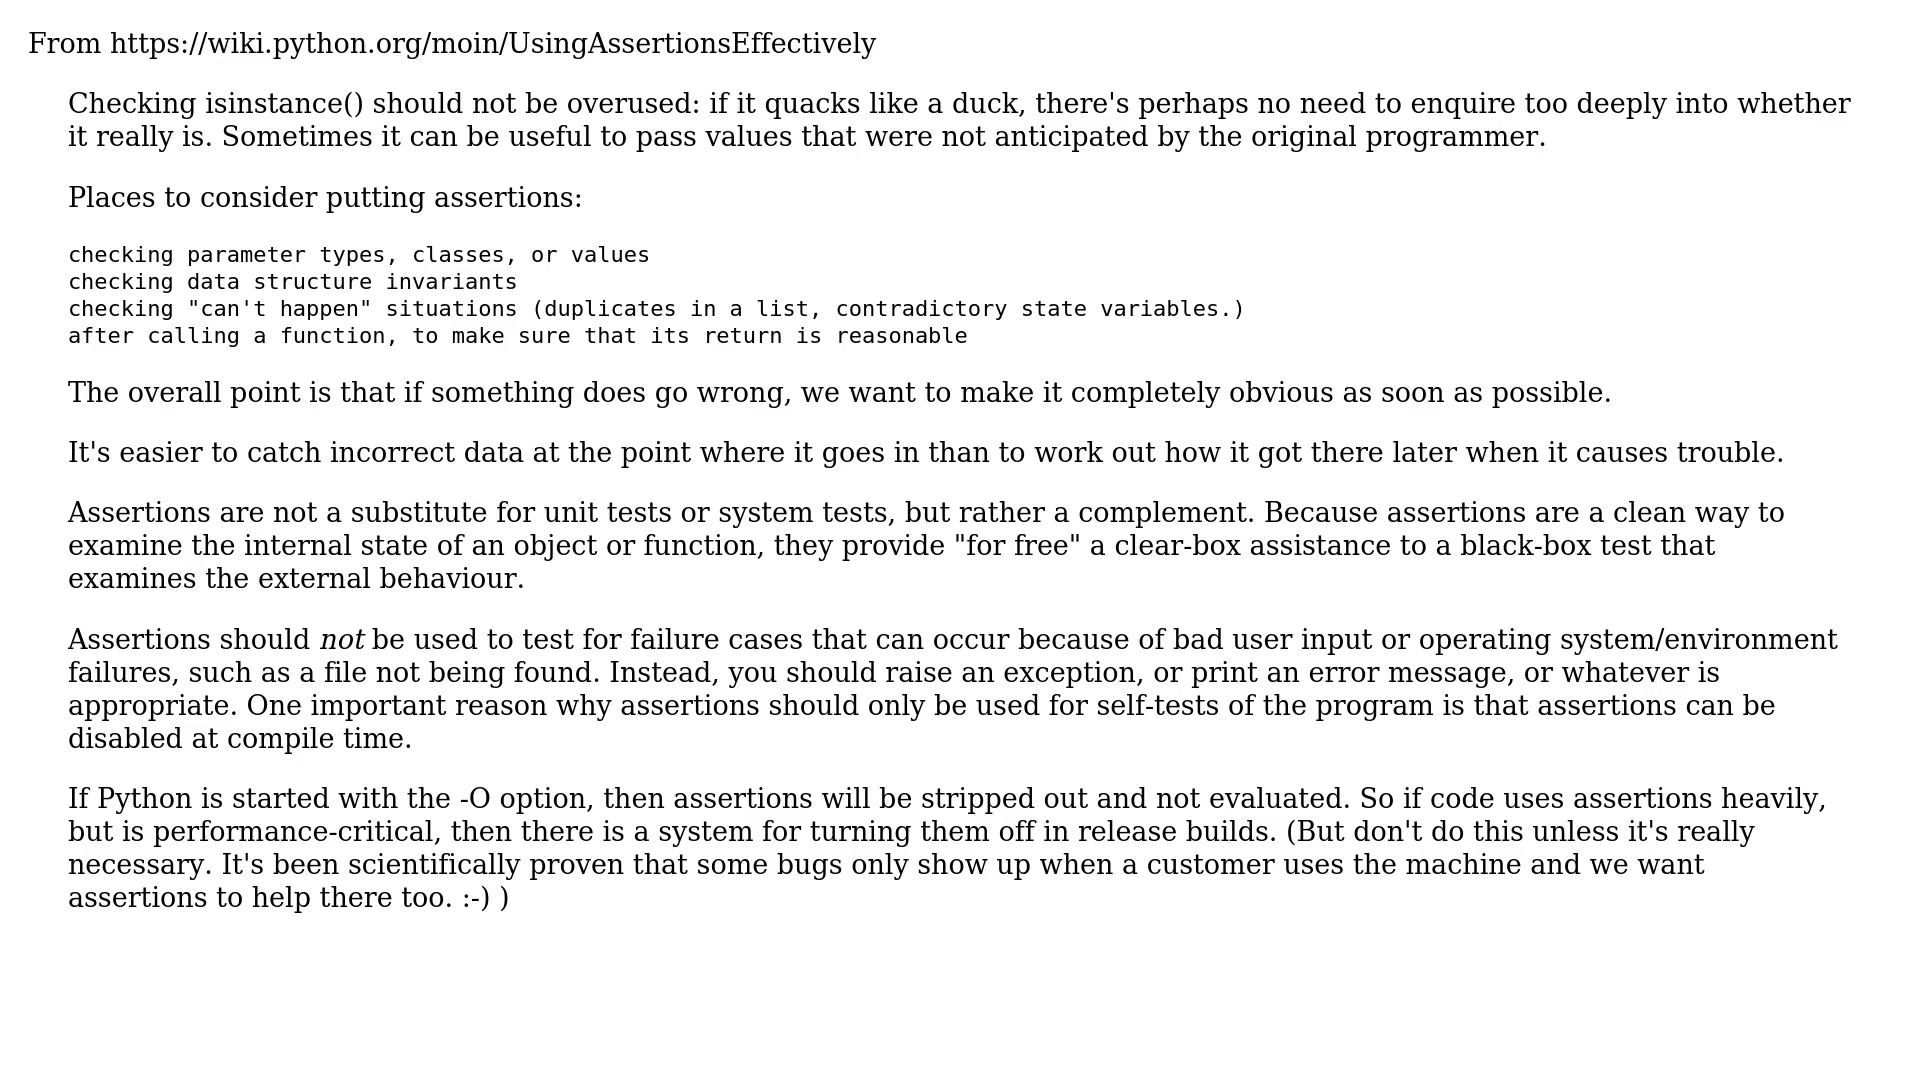 From https://wiki.python.org/moin/UsingAssertionsEffectively
Checking isinstance() should not be overused: if it quacks like a duck, there's perhaps no need to enquire too deeply into whether
it really is. Sometimes it can be useful to pass values that were not anticipated by the original programmer.
Places to consider putting assertions:
checking parameter types, classes, or values
checking data structure invariants
checking "can't happen" situations (duplicates in a list, contradictory state variables.)
after calling a function, to make sure that its return is reasonable
The overall point is that if something does go wrong, we want to make it completely obvious as soon as possible.
It's easier to catch incorrect data at the point where it goes in than to work out how it got there later when it causes trouble.
Assertions are not a substitute for unit tests or system tests, but rather a complement. Because assertions are a clean way to
examine the internal state of an object or function, they provide "for free" a clear-box assistance to a black-box test that
examines the external behaviour.
Assertions should not be used to test for failure cases that can occur because of bad user input or operating system/environment
failures, such as a file not being found. Instead, you should raise an exception, or print an error message, or whatever is
appropriate. One important reason why assertions should only be used for self-tests of the program is that assertions can be
disabled at compile time.
If Python is started with the -O option, then assertions will be stripped out and not evaluated. So if code uses assertions heavily,
but is performance-critical, then there is a system for turning them off in release builds. (But don't do this unless it's really
necessary. It's been scientifically proven that some bugs only show up when a customer uses the machine and we want
assertions to help there too. :-) )